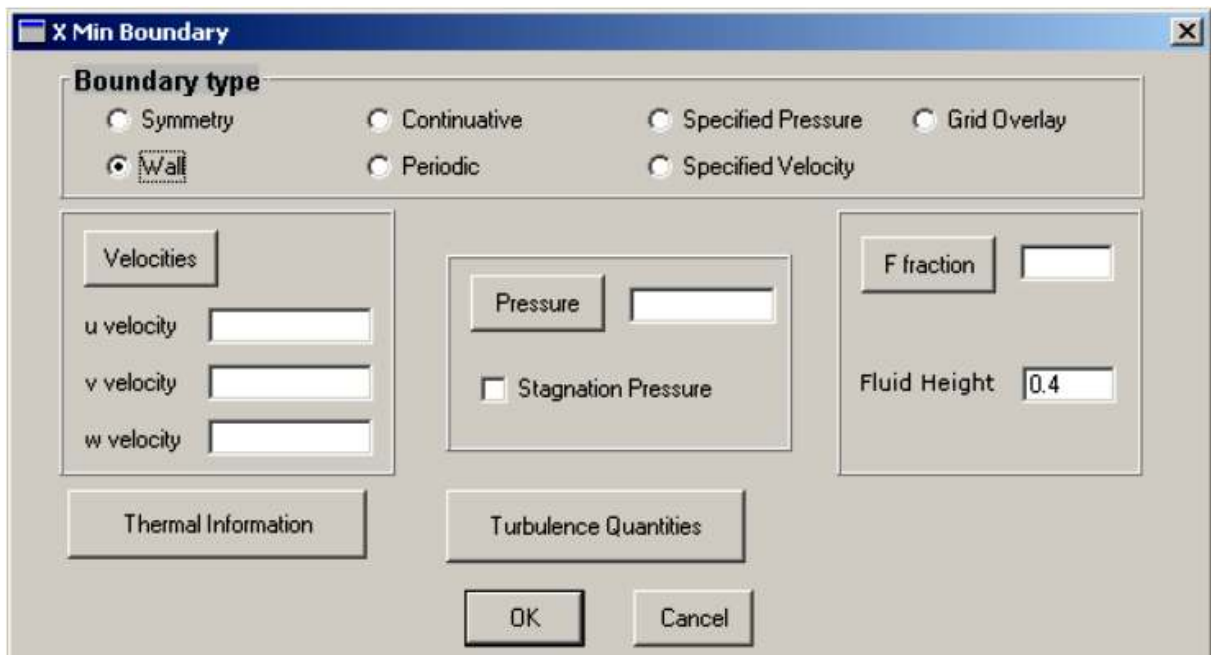 X Min Boundary
Boundary type
Symmetry Continuative Specified Pressure Grid Overlay
Wall Periodic Specified Velocity
Velocities
u velocity
v velocity
w velocity
Pressure
Stagnation Pressure
F fraction
Fluid Height 0.4
Thermal Information Turbulence Quantities
OK Cancel